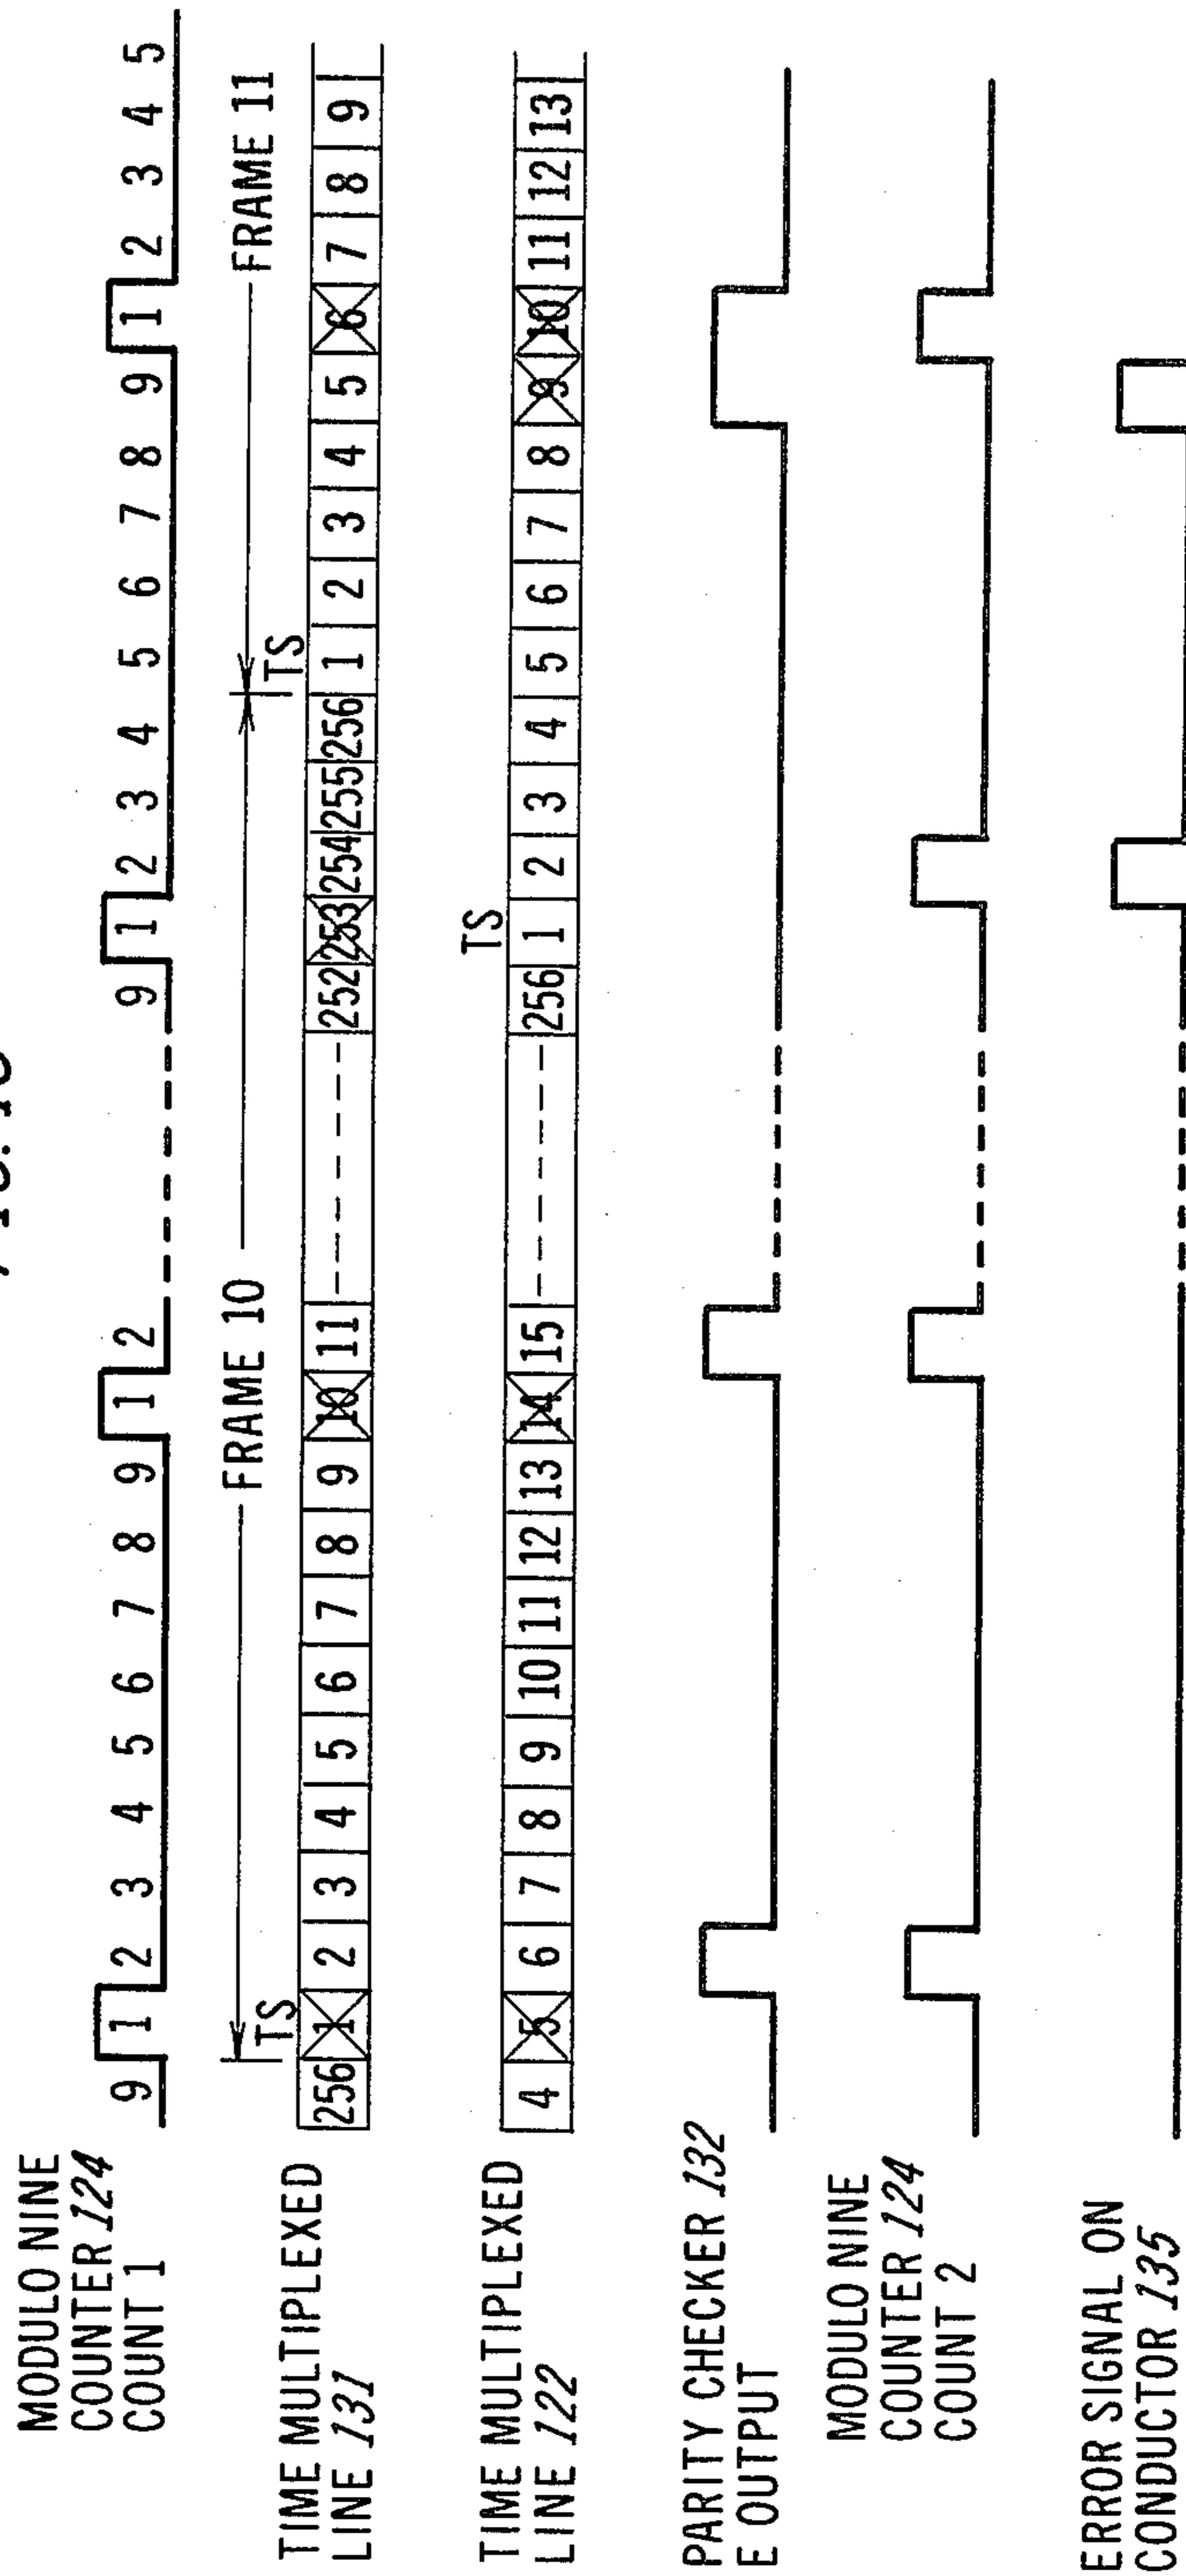 MODULO NINE
COUNTER 124
COUNT 1
9 1 2 3 4 5 6 7 8 9 1 2 9 1 2 3 4 5 6 7 8 9 1 2 3 4 5
FRAME 10 FRAME 11
TS TS
TIME MULTIPLEXED
LINE 131
256 1 2 3 4 5 6 7 8 9 10 11 252 253 254 255 256 1 2 3 4 5 6 7 8 9
TS
TIME MULTIPLEXED
LINE 122
4 5 6 7 8 9 10 11 12 13 14 15 256 1 2 3 4 5 6 7 8 9 10 11 12 13
PARITY CHECKER 132
E OUTPUT
MODULO NINE
COUNTER 124
COUNT 2
ERROR SIGNAL ON
CONDUCTOR 135